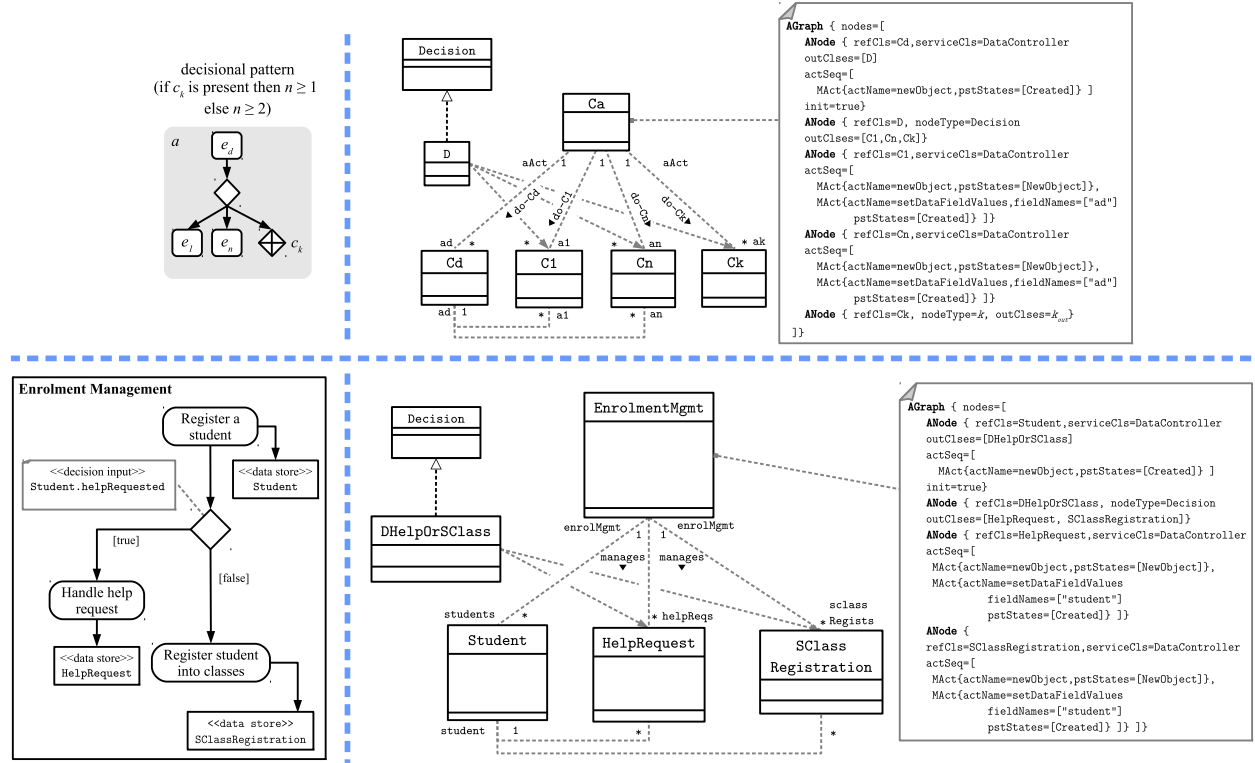 decisional pattern
(if ck is present then n ≥ 1
else n ≥ 2)
a
ed
e1
en
ck
Decision
D
Ca
aAct
1
1
1
aAct
do-Cd
do-C1
do-Cn
do-Ck
ad
*
*
a1
*
an
* ak
Cd
C1
Cn
Ck
ad
1
*
a1
*
an
AGraph { nodes=[
ANode { refCls=Cd,serviceCls=DataController
outClses=[D]
actSeq=[
MAct{actName=newObject,pstStates=[Created]} ]
init=true}
ANode { refCls=D, nodeType=Decision
outClses=[C1,Cn,Ck]}
ANode { refCls=C1,serviceCls=DataController
actSeq=[
MAct{actName=newObject,pstStates=[NewObject]},
MAct{actName=setDataFieldValues,fieldNames=["ad"]
pstStates=[Created]} ]}
ANode { refCls=Cn,serviceCls=DataController
actSeq=[
MAct{actName=newObject,pstStates=[NewObject]},
MAct{actName=setDataFieldValues,fieldNames=["ad"]
pstStates=[Created]} ]}
ANode { refCls=Ck, nodeType=k, outClses=kout}
]}
Enrolment Management
Register a
student
<<decision input>>
Student.helpRequested
<<data store>>
Student
[true]
[false]
Handle help
request
<<data store>>
HelpRequest
Register student
into classes
<<data store>>
SClassRegistration
Decision
DHelpOrSClass
EnrolmentMgmt
enrolMgmt
enrolMgmt
1
1
manages
manages
students
*
* helpReqs
sclass
* Regists
Student
HelpRequest
SClass
Registration
student
1
*
*
AGraph { nodes=[
ANode { refCls=Student,serviceCls=DataController
outClses=[DHelpOrSClass]
actSeq=[
MAct{actName=newObject,pstStates=[Created]} ]
init=true}
ANode { refCls=DHelpOrSClass, nodeType=Decision
outClses=[HelpRequest, SClassRegistration]}
ANode { refCls=HelpRequest,serviceCls=DataController
actSeq=[
MAct{actName=newObject,pstStates=[NewObject]},
MAct{actName=setDataFieldValues
fieldNames=["student"]
pstStates=[Created]} ]}
ANode {
refCls=SClassRegistration,serviceCls=DataController
actSeq=[
MAct{actName=newObject,pstStates=[NewObject]},
MAct{actName=setDataFieldValues
fieldNames=["student"]
pstStates=[Created]} ]} ]}